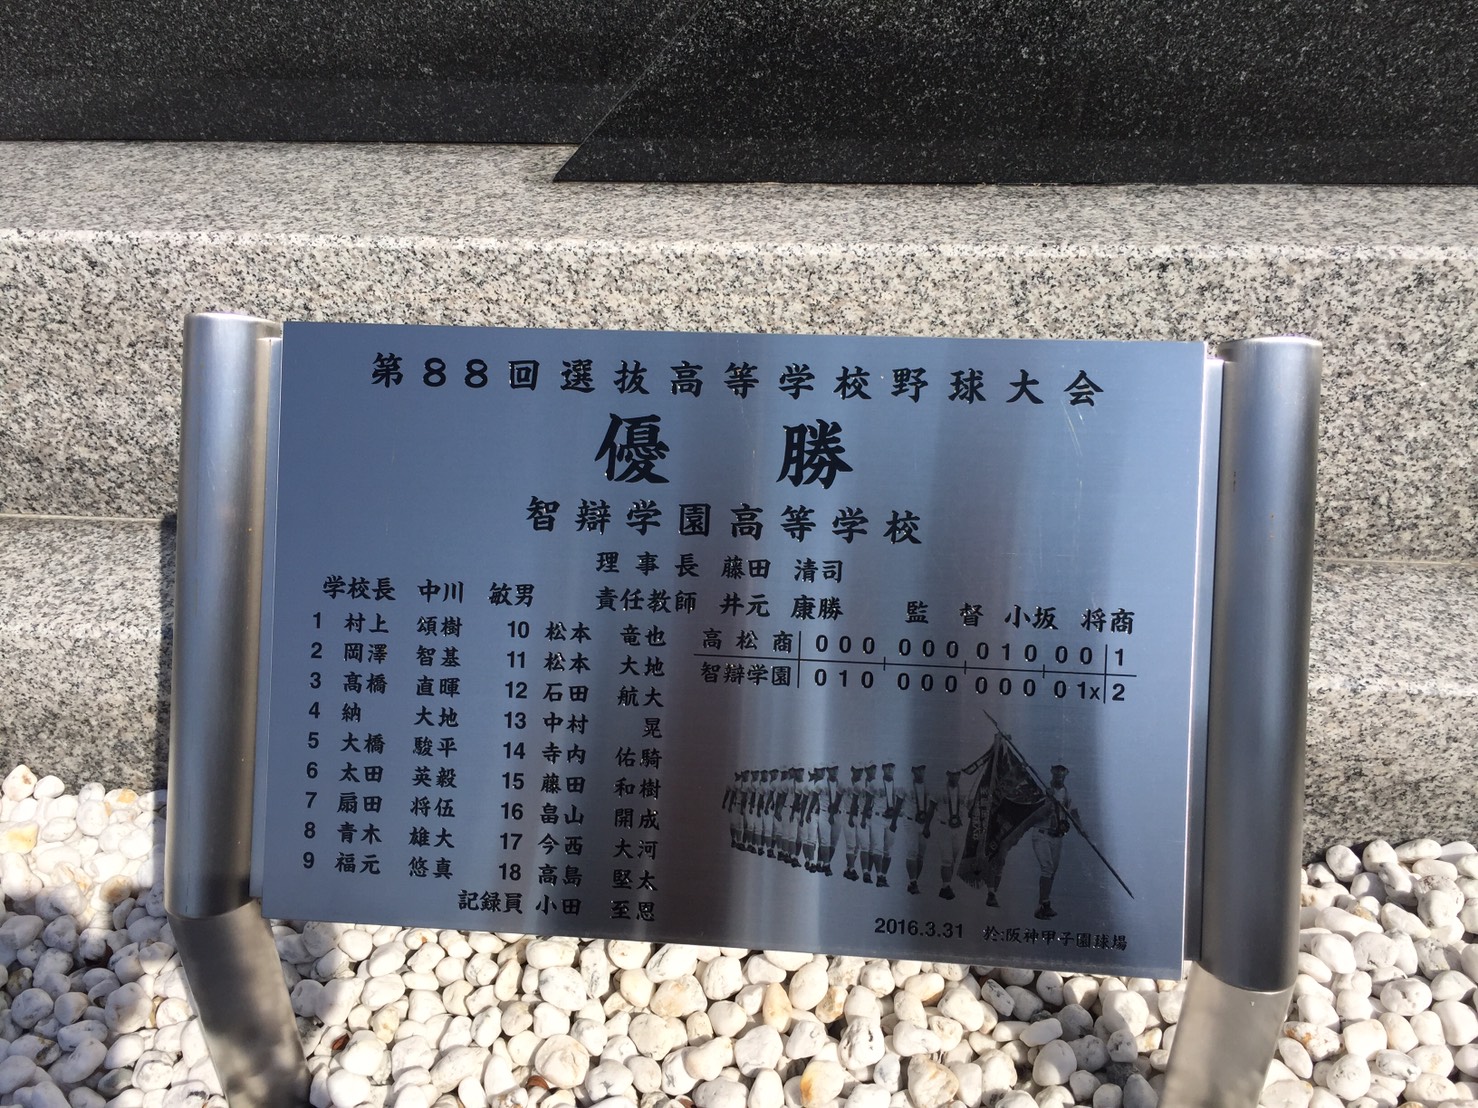 第88回選抜高等学校野球大会
優勝
智辯学園高等学校
理事長 藤田 清司
学校長 中川 敏男 責任教師 井元 康勝 監督 小坂 将商
1 村上 頌樹
2 岡澤 智基
3 高橋 直暉
4 納 大地
5 大橋 駿平
6 太田 英毅
7 扇田 将伍
8 青木 雄大
9 福元 悠真
10 松本 竜也
11 松本 大地
12 石田 航大
13 中村 晃
14 寺内 佑騎
15 藤田 和樹
16 畠山 開成
17 今西 大河
18 高島 堅太
記録員 小田 至恩
高松商 000 000 010 00 1
智辯学園 010 000 000 01x 2
2016.3.31 於:阪神甲子園球場